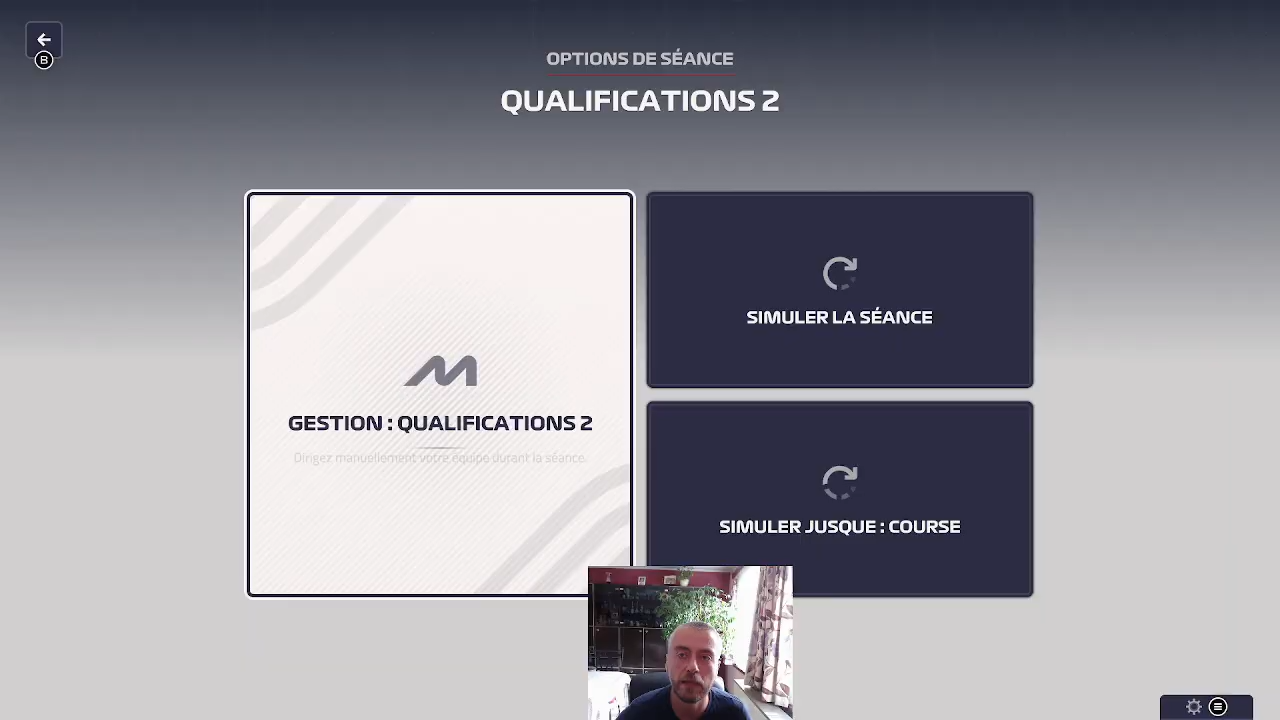 B
OPTIONS DE SÉANCE
QUALIFICATIONS 2
GESTION : QUALIFICATIONS 2
Dirigez manuellement votre équipe durant la séance.
SIMULER LA SÉANCE
SIMULER JUSQUE : COURSE